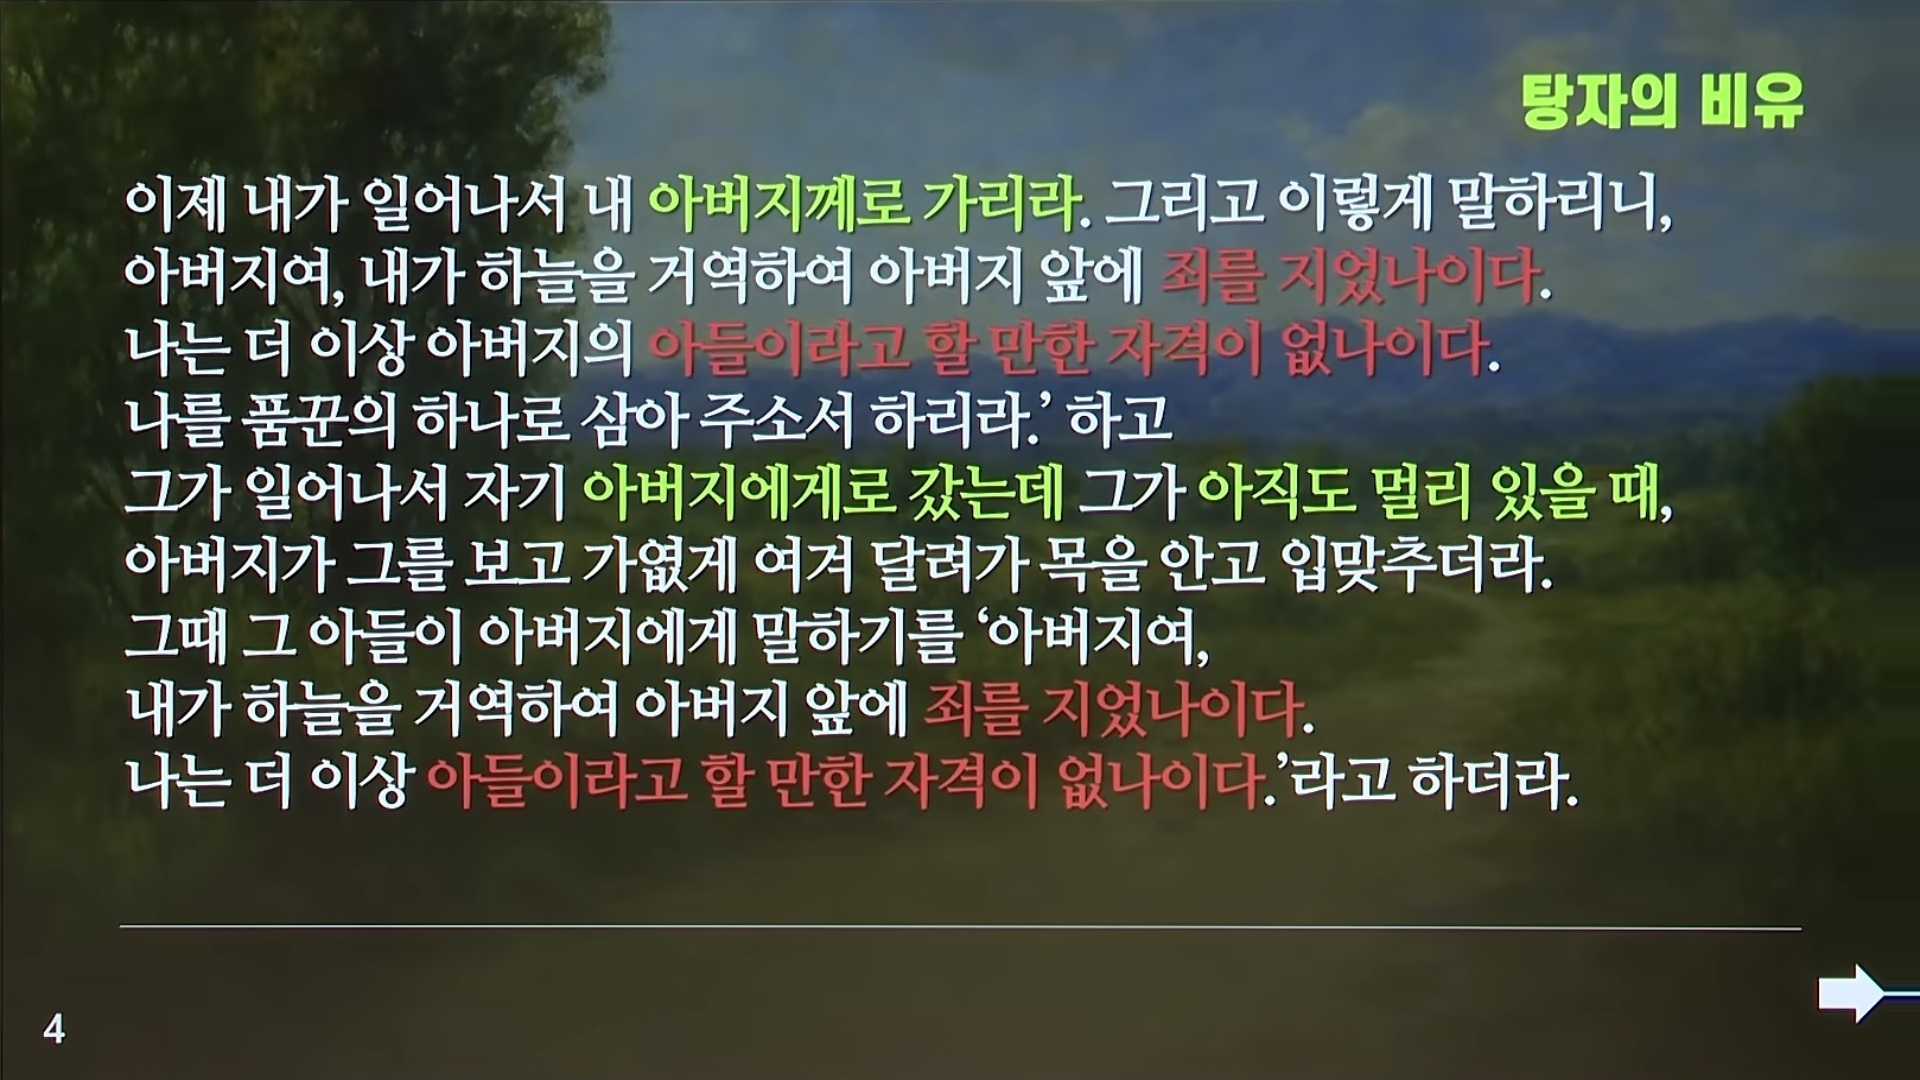 탕자의 비유
이제 내가 일어나서 내 아버지께로 가리라. 그리고 이렇게 말하리니,
아버지여, 내가 하늘을 거역하여 아버지 앞에 죄를 지었나이다.
나는 더 이상 아버지의 아들이라고 할 만한 자격이 없나이다.
나를 품꾼의 하나로 삼아 주소서 하리라.’ 하고
그가 일어나서 자기 아버지에게로 갔는데 그가 아직도 멀리 있을 때,
아버지가 그를 보고 가엾게 여겨 달려가 목을 안고 입맞추더라.
그때 그 아들이 아버지에게 말하기를 ‘아버지여,
내가 하늘을 거역하여 아버지 앞에 죄를 지었나이다.
나는 더 이상 아들이라고 할 만한 자격이 없나이다.’라고 하더라.
4